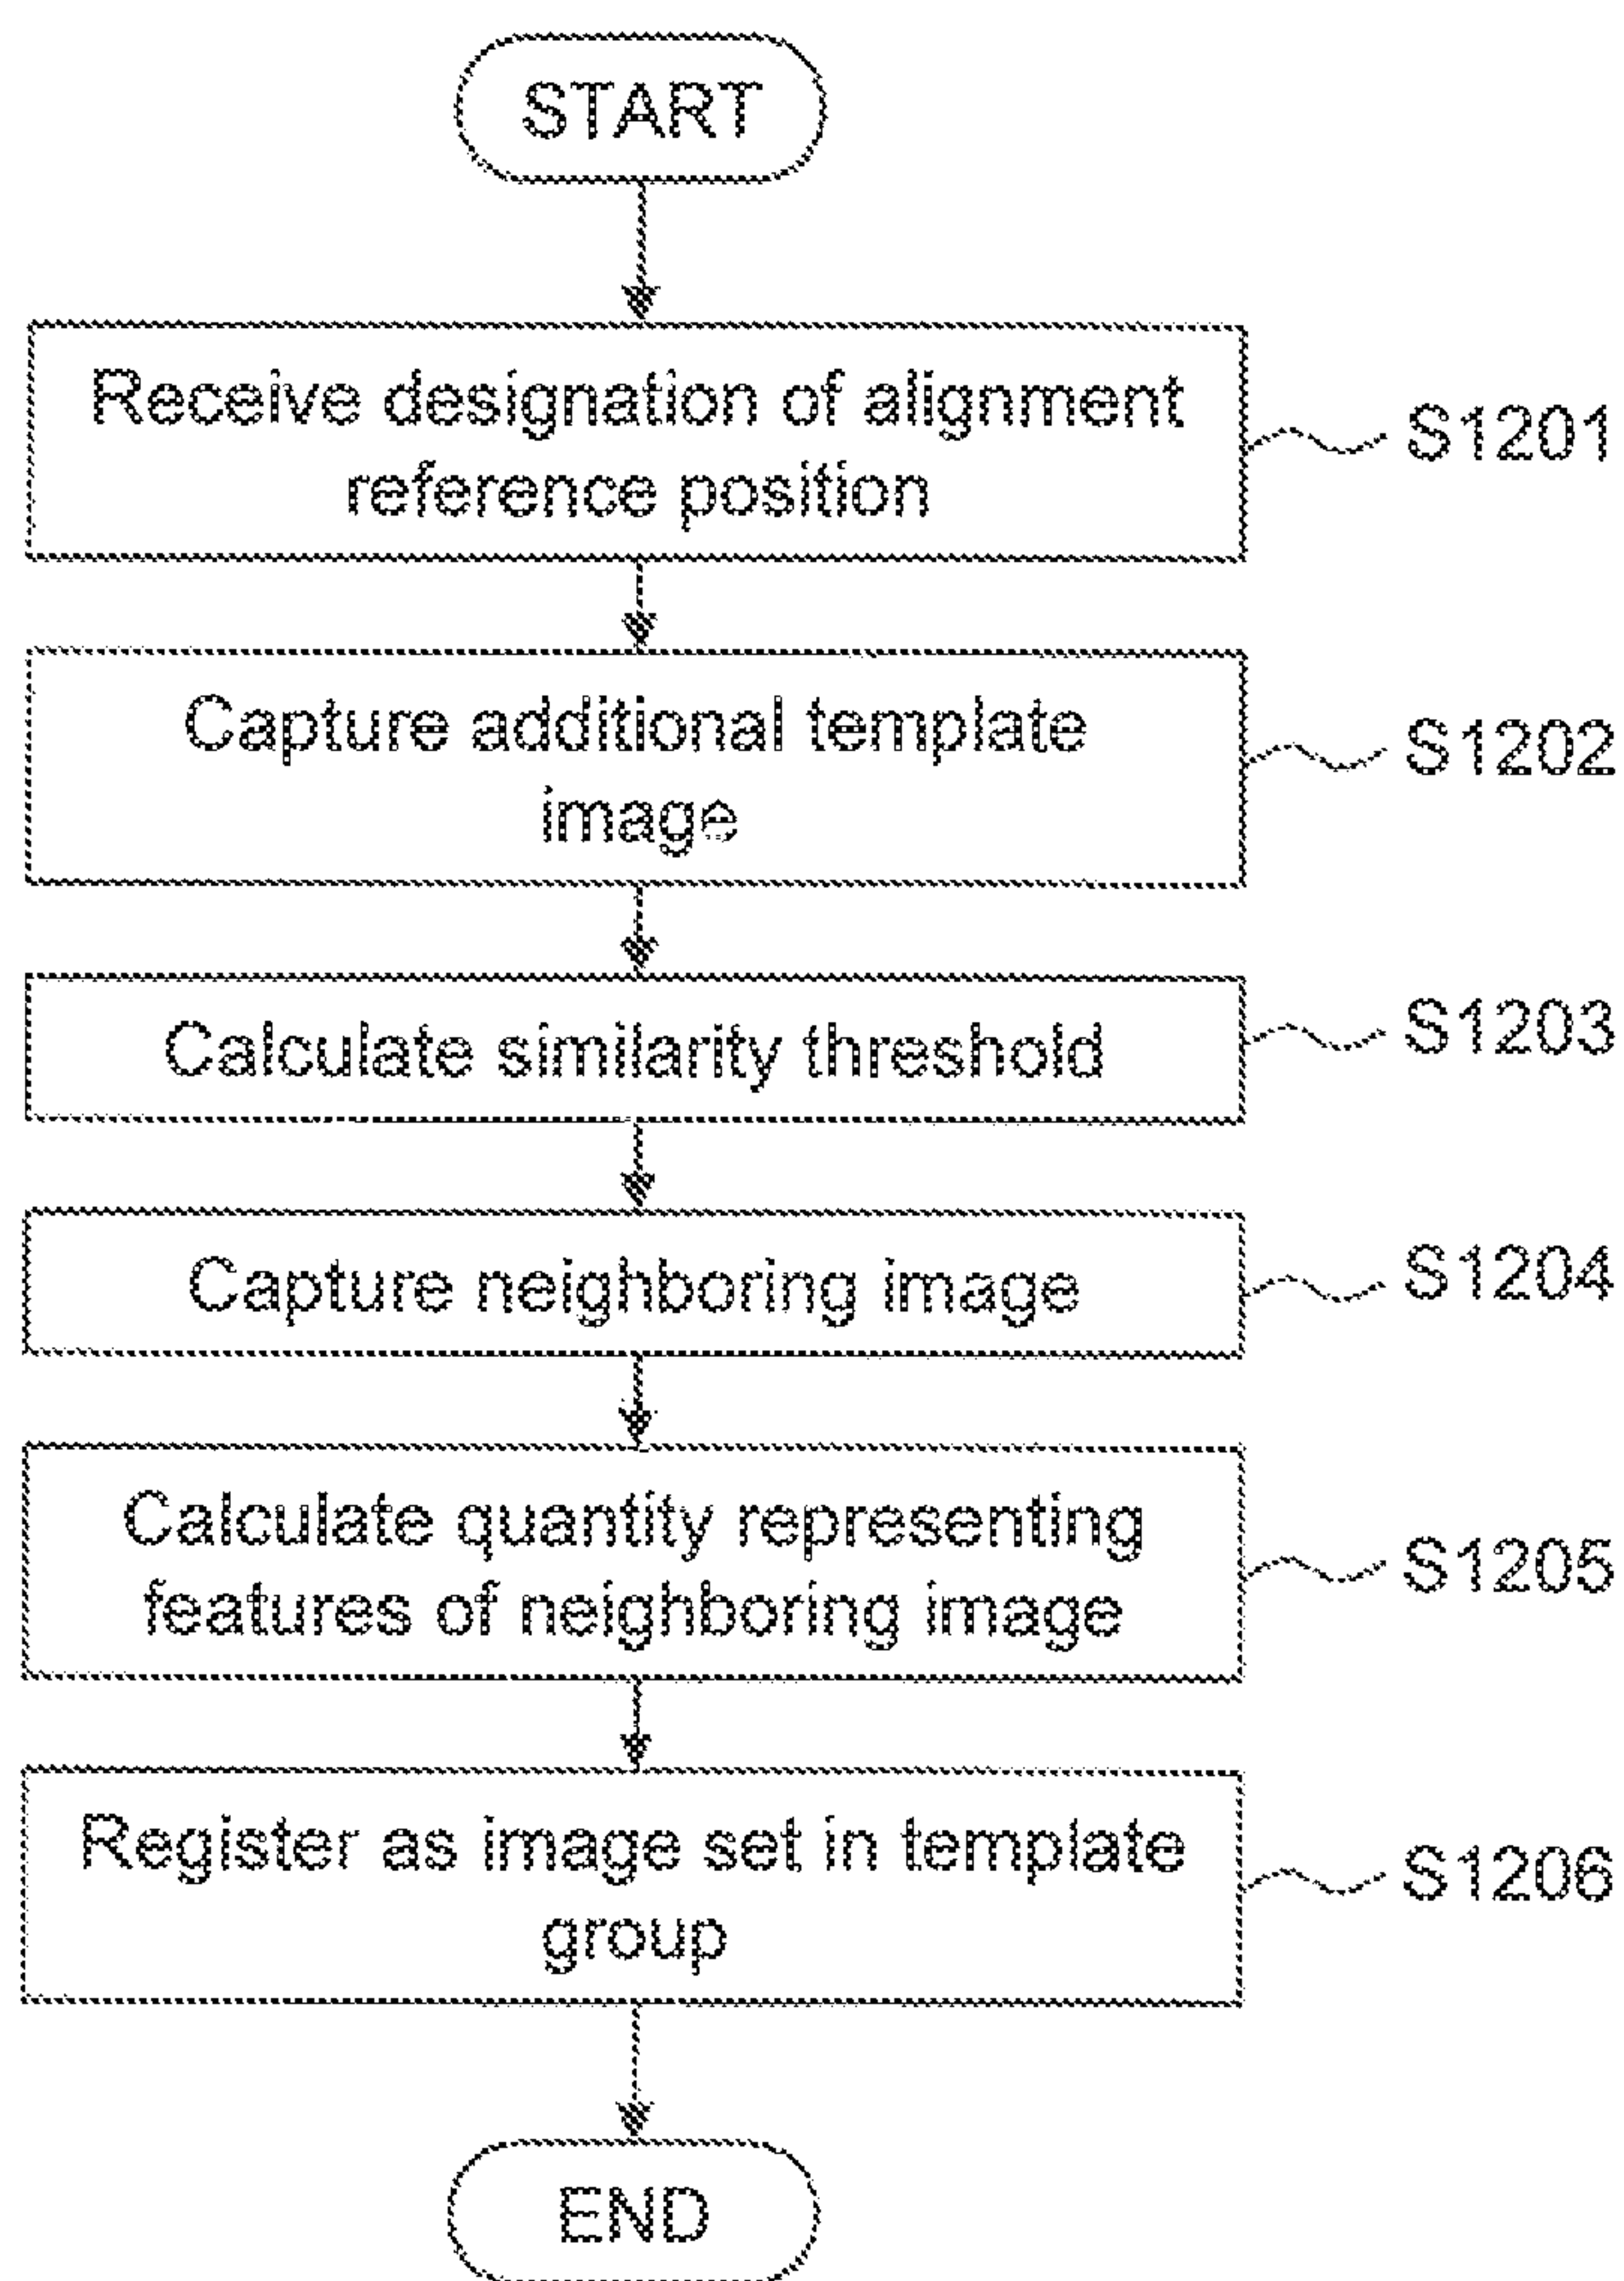 START
Receive designation of alignment
reference position
S1201
Capture additional template
image
S1202
Calculate similarity threshold
S1203
Capture neighboring image
S1204
Calculate quantity representing
features of neighboring image
S1205
Register as image set in template
group
S1206
END